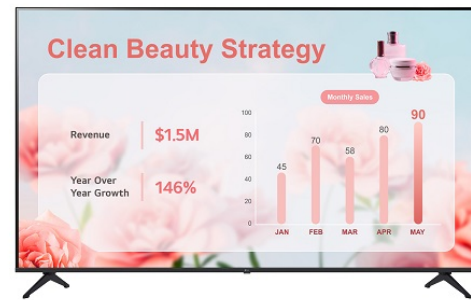 Clean Beauty Strategy
Monthly Sales
Revenue
$1.5M
Year Over
Year Growth
146%
100
80
60
40
20
0
45
70
58
80
90
JAN
FEB
MAR
APR
MAY